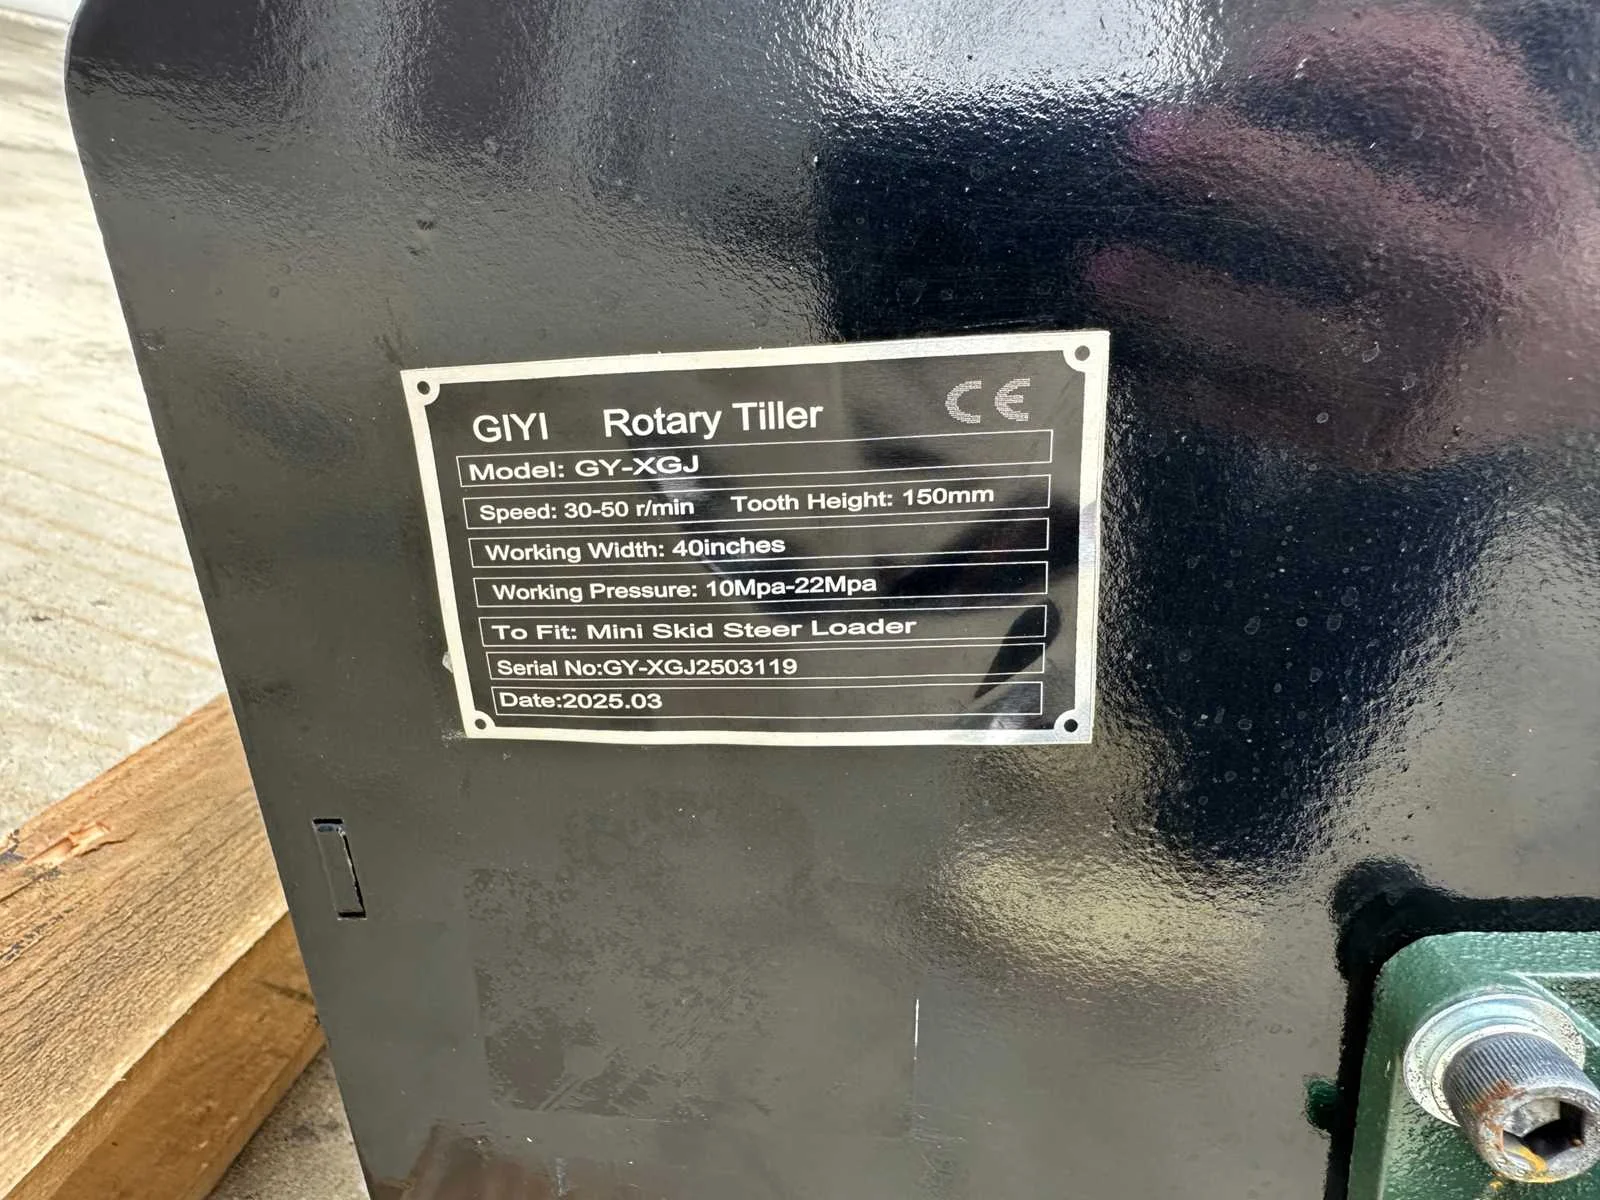 GIYI Rotary Tiller CE
Model: GY-XGJ
Speed: 30-50 r/min Tooth Height: 150mm
Working Width: 40inches
Working Pressure: 10Mpa-22Mpa
To Fit: Mini Skid Steer Loader
Serial No:GY-XGJ2503119
Date:2025.03